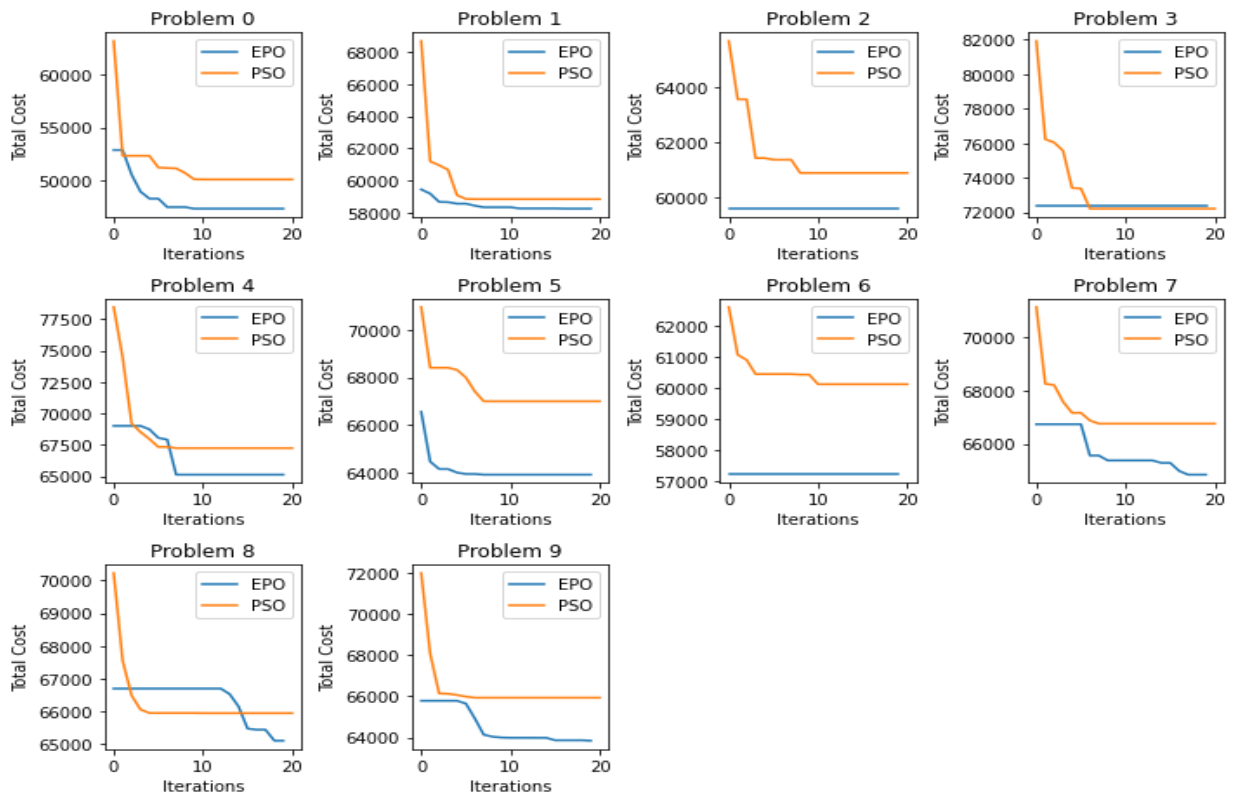 Problem 0
60000
55000
50000
Total Cost
EPO
PSO
0
10
20
Iterations
Problem 1
68000
66000
64000
62000
60000
58000
Total Cost
EPO
PSO
0
10
20
Iterations
Problem 2
64000
62000
60000
Total Cost
EPO
PSO
0
10
20
Iterations
Problem 3
82000
80000
78000
76000
74000
72000
Total Cost
EPO
PSO
0
10
20
Iterations
Problem 4
77500
75000
72500
70000
67500
65000
Total Cost
EPO
PSO
0
10
20
Iterations
Problem 5
70000
68000
66000
64000
Total Cost
EPO
PSO
0
10
20
Iterations
Problem 6
62000
61000
60000
59000
58000
57000
Total Cost
EPO
PSO
0
10
20
Iterations
Problem 7
70000
68000
66000
Total Cost
EPO
PSO
0
10
20
Iterations
Problem 8
70000
69000
68000
67000
66000
65000
Total Cost
EPO
PSO
0
10
20
Iterations
Problem 9
72000
70000
68000
66000
64000
Total Cost
EPO
PSO
0
10
20
Iterations